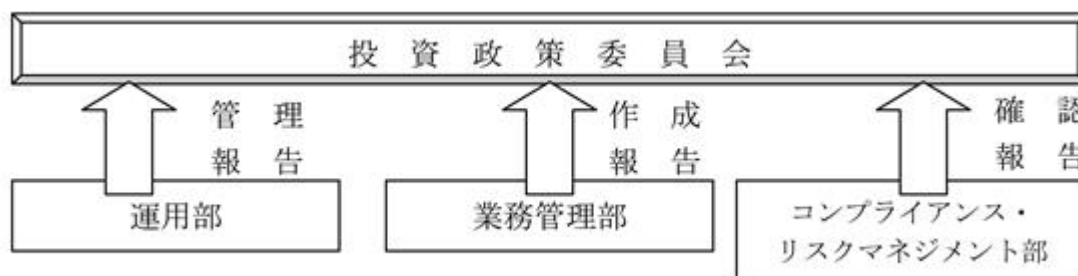 投資政策委員会
管理
報告
作成
報告
確認
報告
運用部
業務管理部
コンプライアンス・
リスクマネジメント部